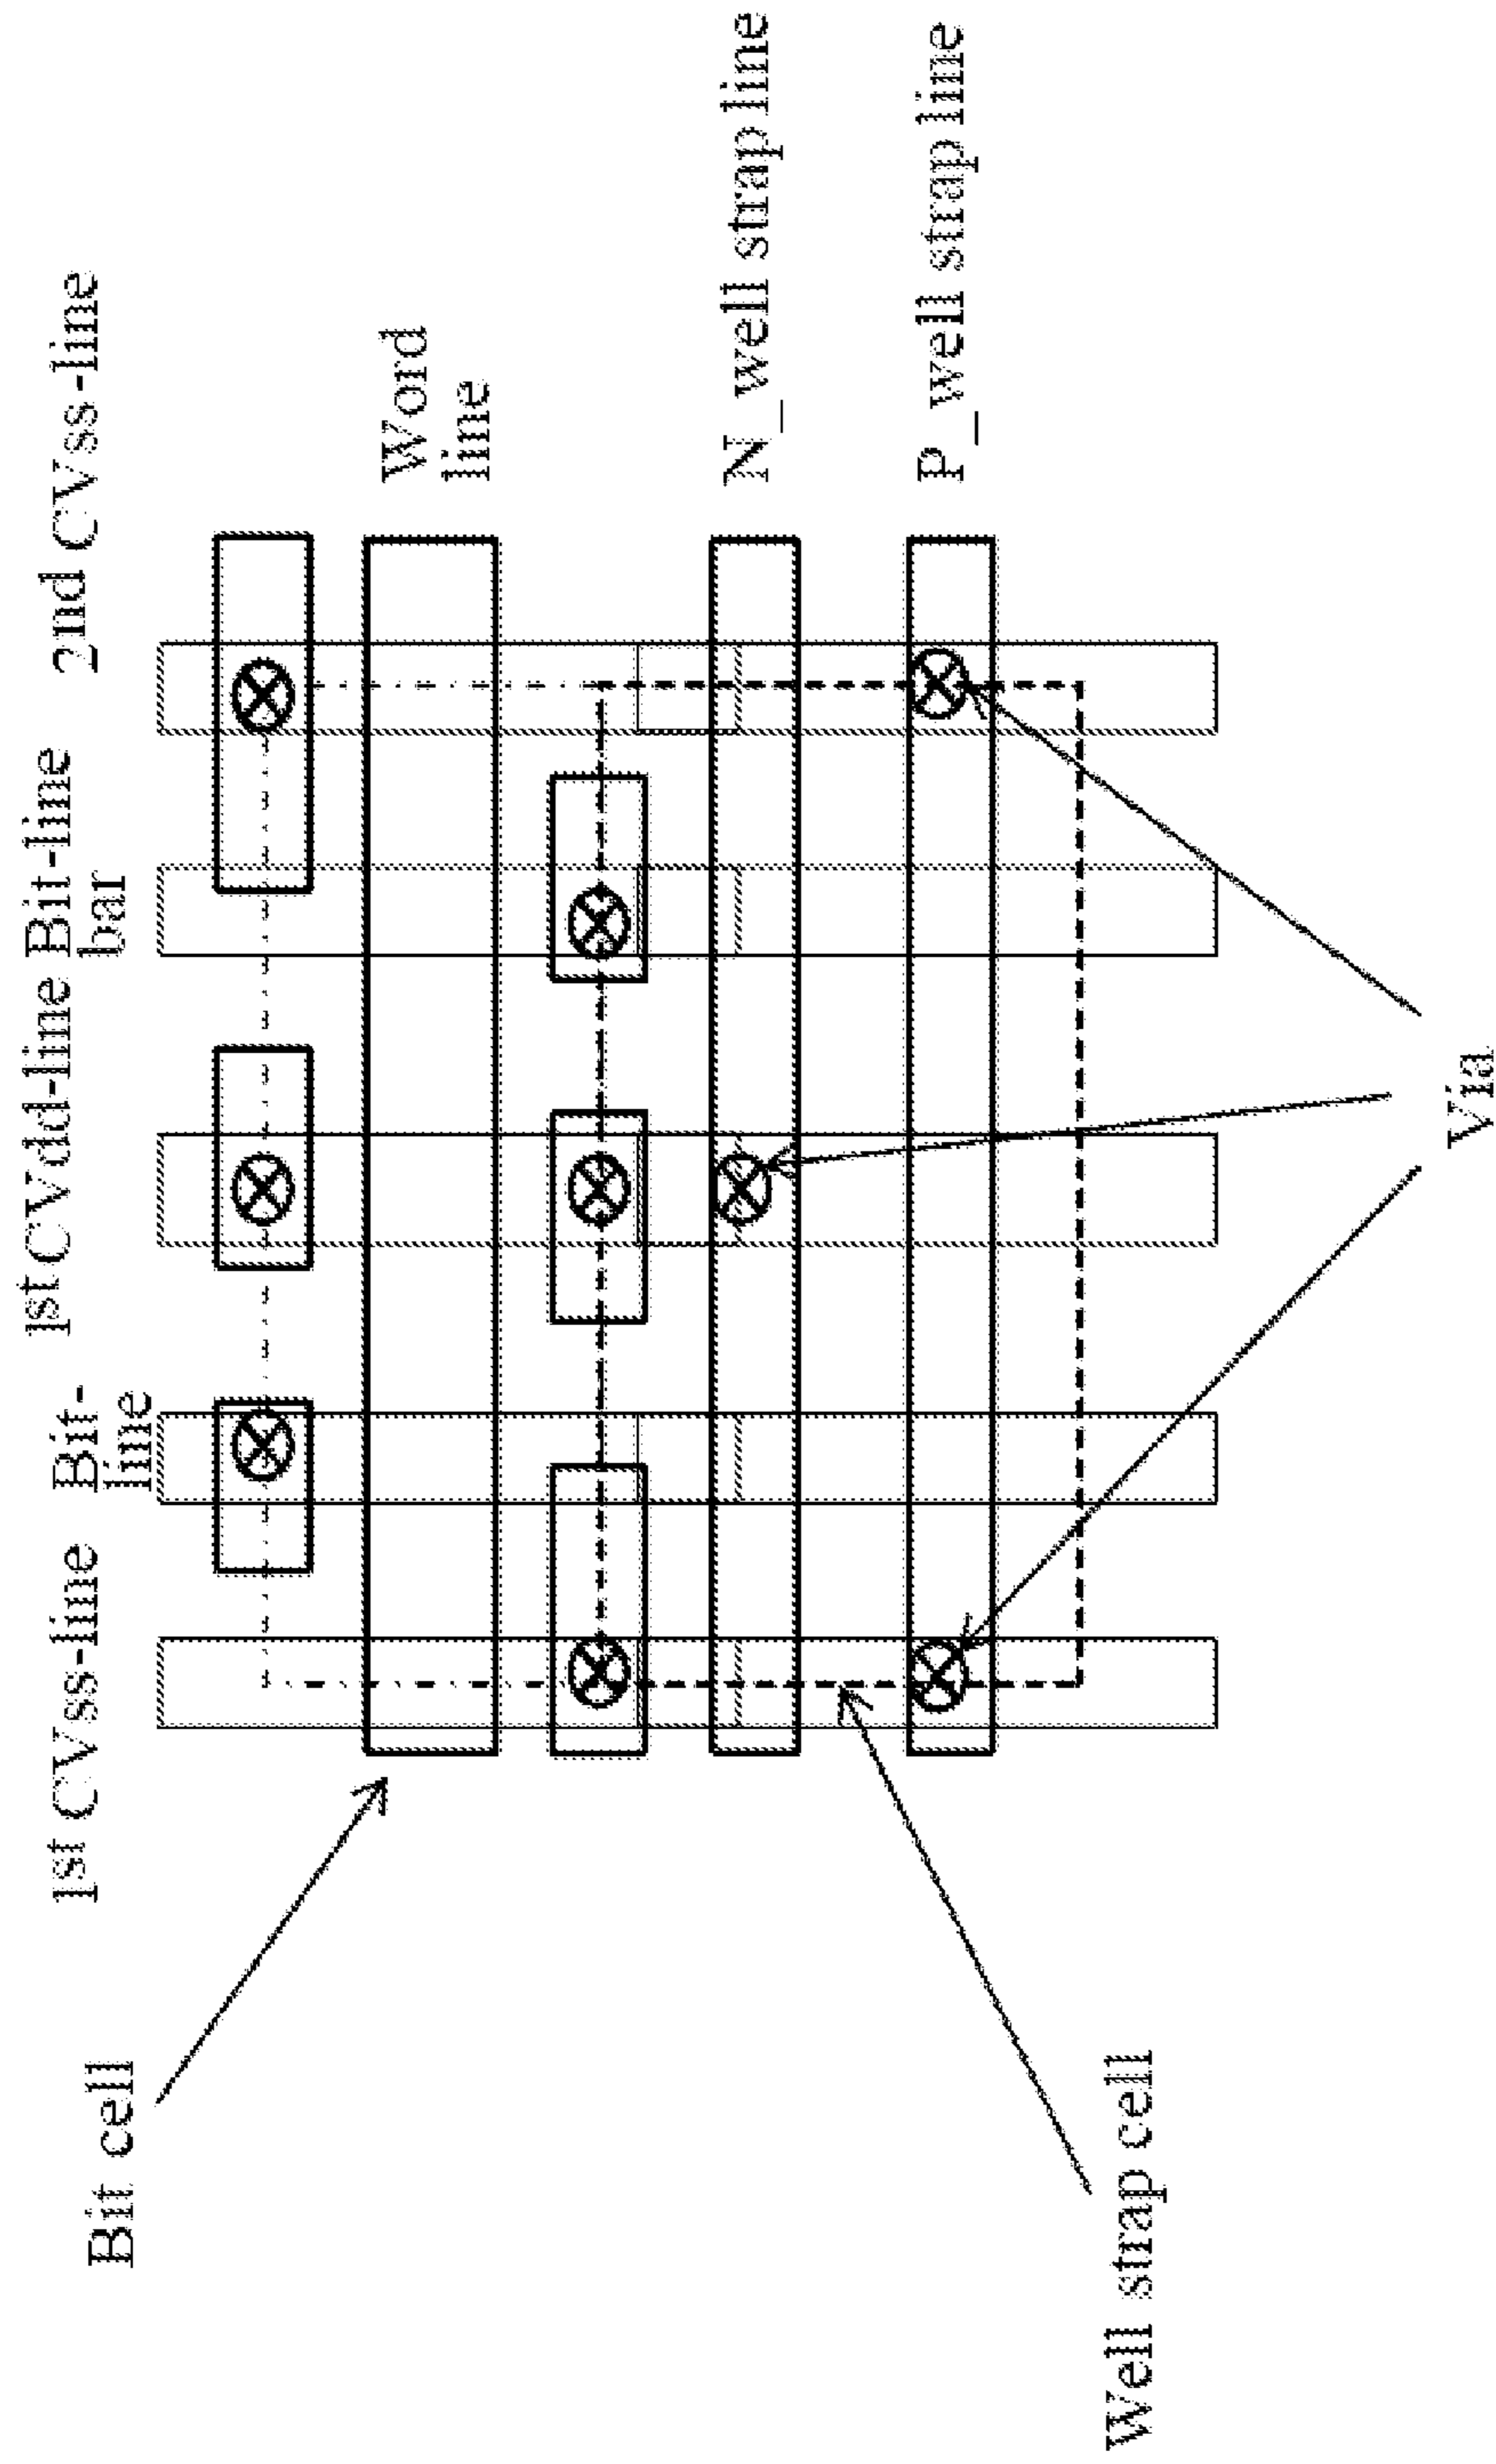 1st CVss-line
Bit-
line
1st CVdd-line
Bit-line
bar
2nd CVss-line
Bit cell
Word
line
N_well strap line
P_well strap line
Well strap cell
Via